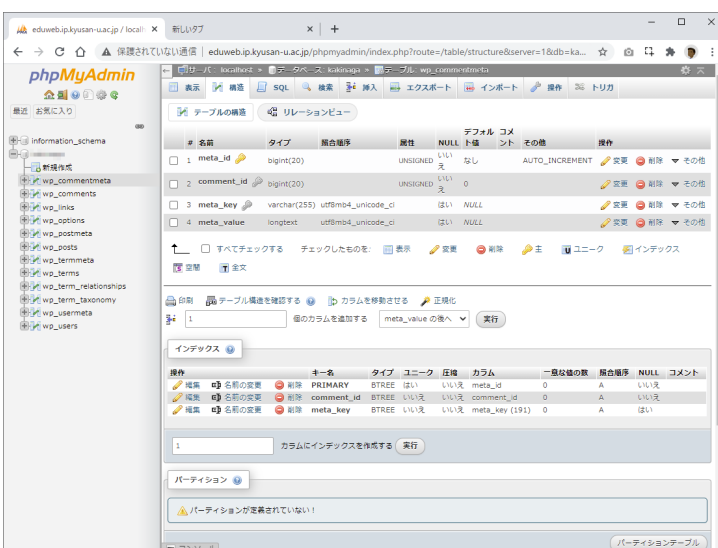 eduweb.ip.kyusan-u.ac.jp / localh
新しいタブ
保護されていない通信 eduweb.ip.kyusan-u.ac.jp/phpmyadmin/index.php?route=/table/structure&server=1&db=ka...
phpMyAdmin
最近 お気に入り
information_schema
新規作成
wp_commentmeta
wp_comments
wp_links
wp_options
wp_postmeta
wp_posts
wp_termmeta
wp_terms
wp_term_relationships
wp_term_taxonomy
wp_usermeta
wp_users
サーバ: localhost » データベース: kakinaga » テーブル: wp_commentmeta
表示 構造 SQL 検索 挿入 エクスポート インポート 操作 トリガ
テーブルの構造 リレーションビュー
# 名前 タイプ 照合順序 属性 NULL デフォルト値 コメント その他 操作
1 meta_id bigint(20) UNSIGNED いいえ なし AUTO_INCREMENT 変更 削除 その他
2 comment_id bigint(20) UNSIGNED いいえ 0 変更 削除 その他
3 meta_key varchar(255) utf8mb4_unicode_ci はい NULL 変更 削除 その他
4 meta_value longtext utf8mb4_unicode_ci はい NULL 変更 削除 その他
すべてチェックする チェックしたものを: 表示 変更 削除 主 ユニーク インデックス
空間 全文
印刷 テーブル構造を確認する カラムを移動させる 正規化
1 個のカラムを追加する meta_value の後へ 実行
インデックス
操作 キー名 タイプ ユニーク 圧縮 カラム 一意な値の数 照合順序 NULL コメント
編集 名前の変更 削除 PRIMARY BTREE はい いいえ meta_id 0 A いいえ
編集 名前の変更 削除 comment_id BTREE いいえ いいえ comment_id 0 A いいえ
編集 名前の変更 削除 meta_key BTREE いいえ いいえ meta_key (191) 0 A はい
1 カラムにインデックスを作成する 実行
パーティション
パーティションが定義されていない！
パーティションテーブル